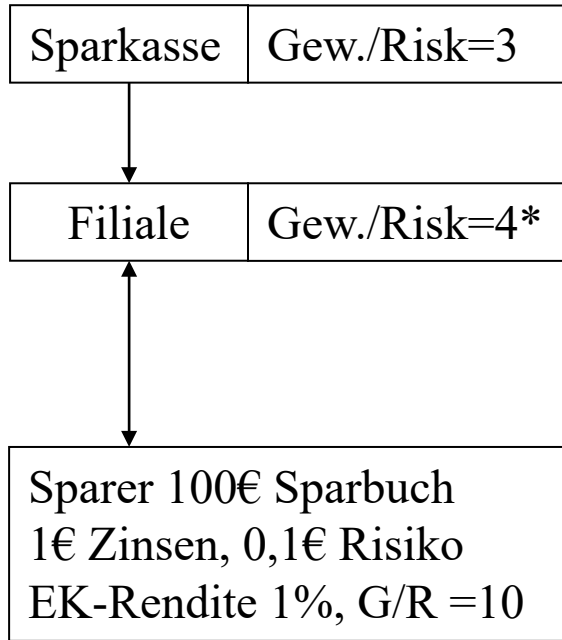 Sparkasse Gew./Risk=3
Filiale Gew./Risk=4*
Sparer 100€ Sparbuch
1€ Zinsen, 0,1€ Risiko
EK-Rendite 1%, G/R =10